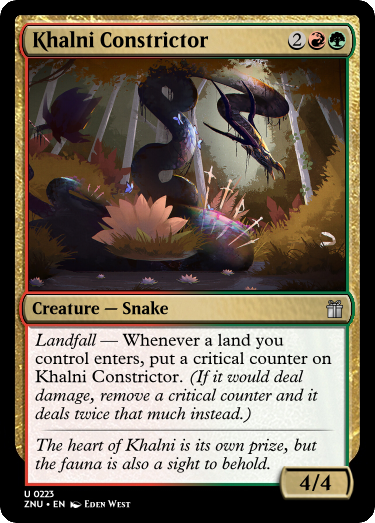 Khalni Constrictor 2
Creature — Snake
Landfall — Whenever a land you
control enters, put a critical counter on
Khalni Constrictor. (If it would deal
damage, remove a critical counter and it
deals twice that much instead.)
The heart of Khalni is its own prize, but
the fauna is also a sight to behold.
4/4
U 0223
ZNU • EN Eden West